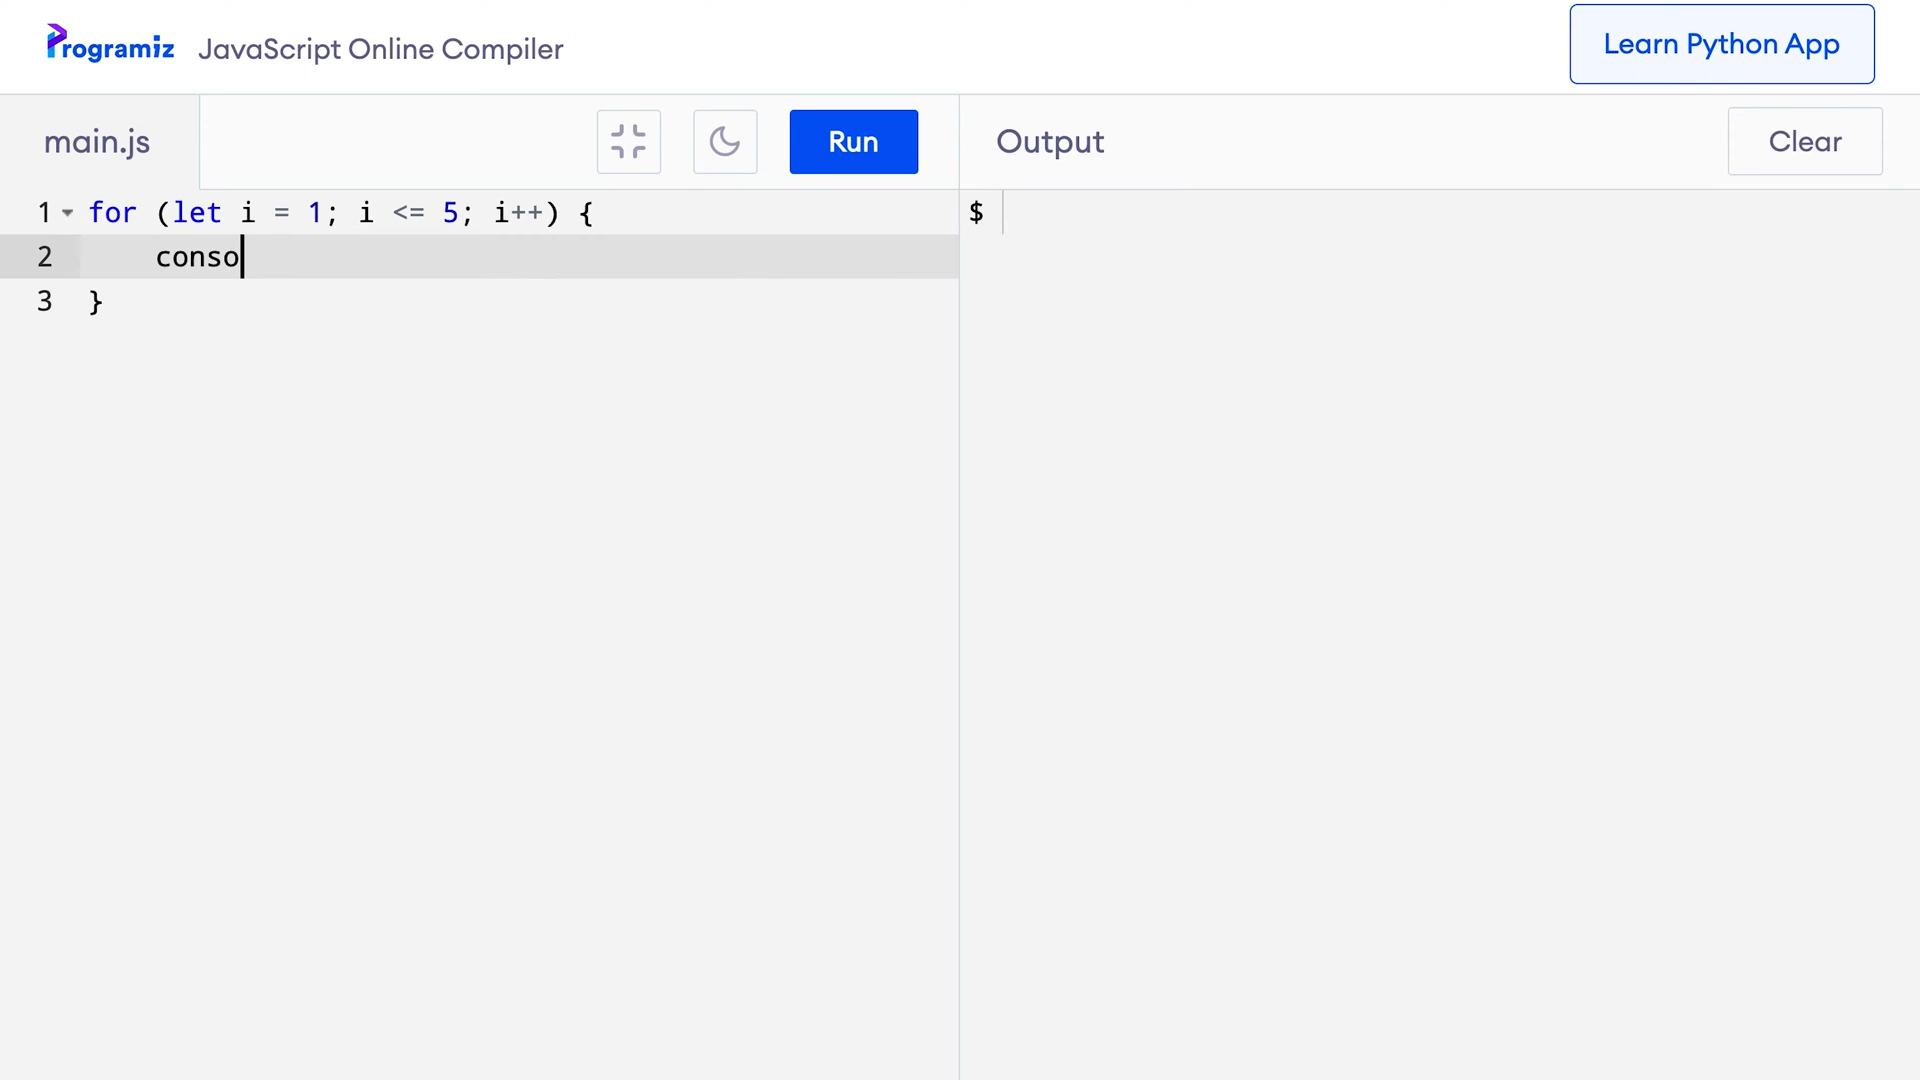 Programiz JavaScript Online Compiler
Learn Python App
main.js
Run
Output
Clear
1 for (let i = 1; i <= 5; i++) {
2     conso
3 }
$